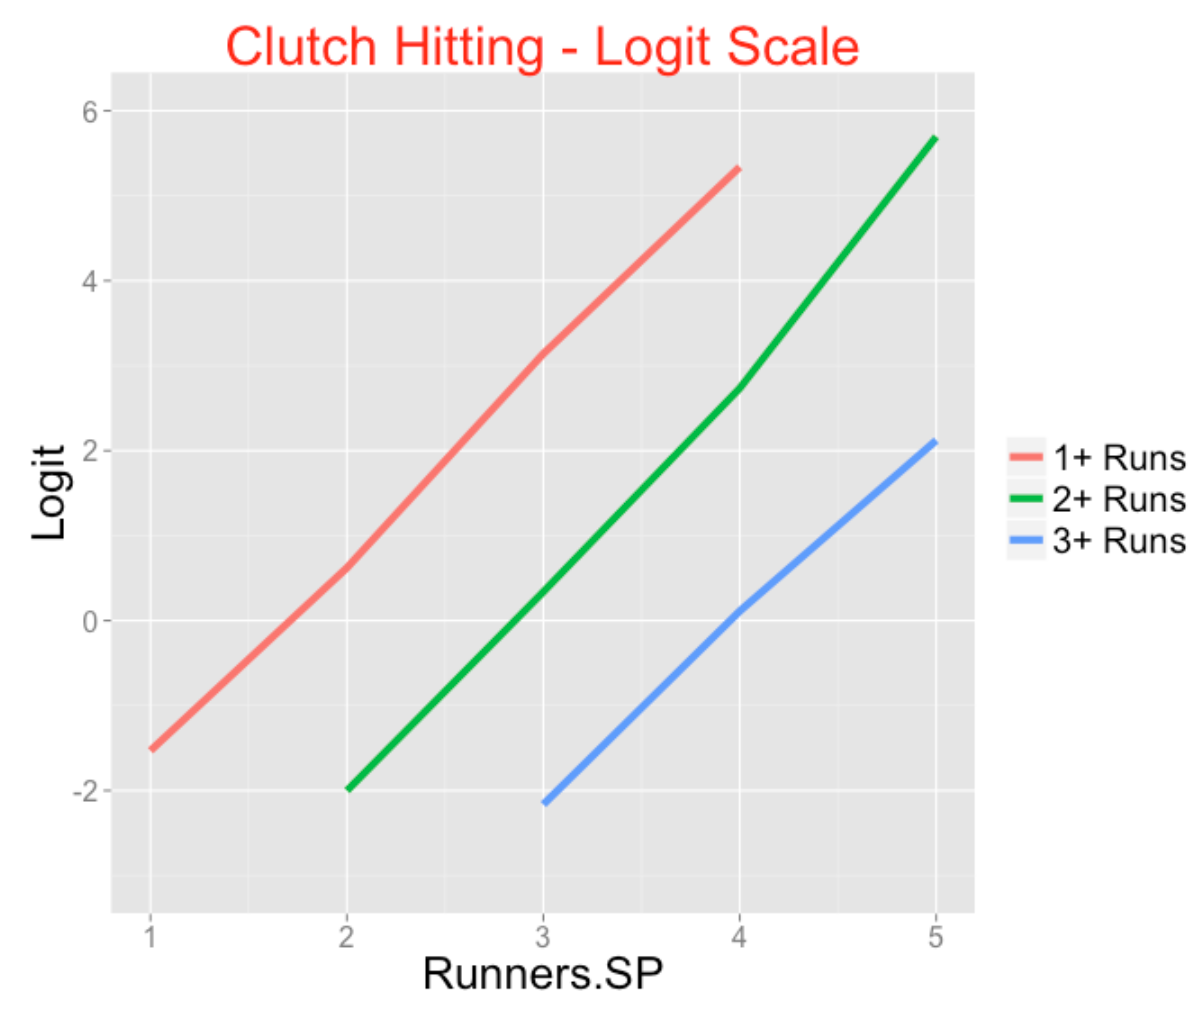 Clutch Hitting - Logit Scale
6
4
2
0
-2
Logit
1 2 3 4 5
Runners.SP
1+ Runs
2+ Runs
3+ Runs